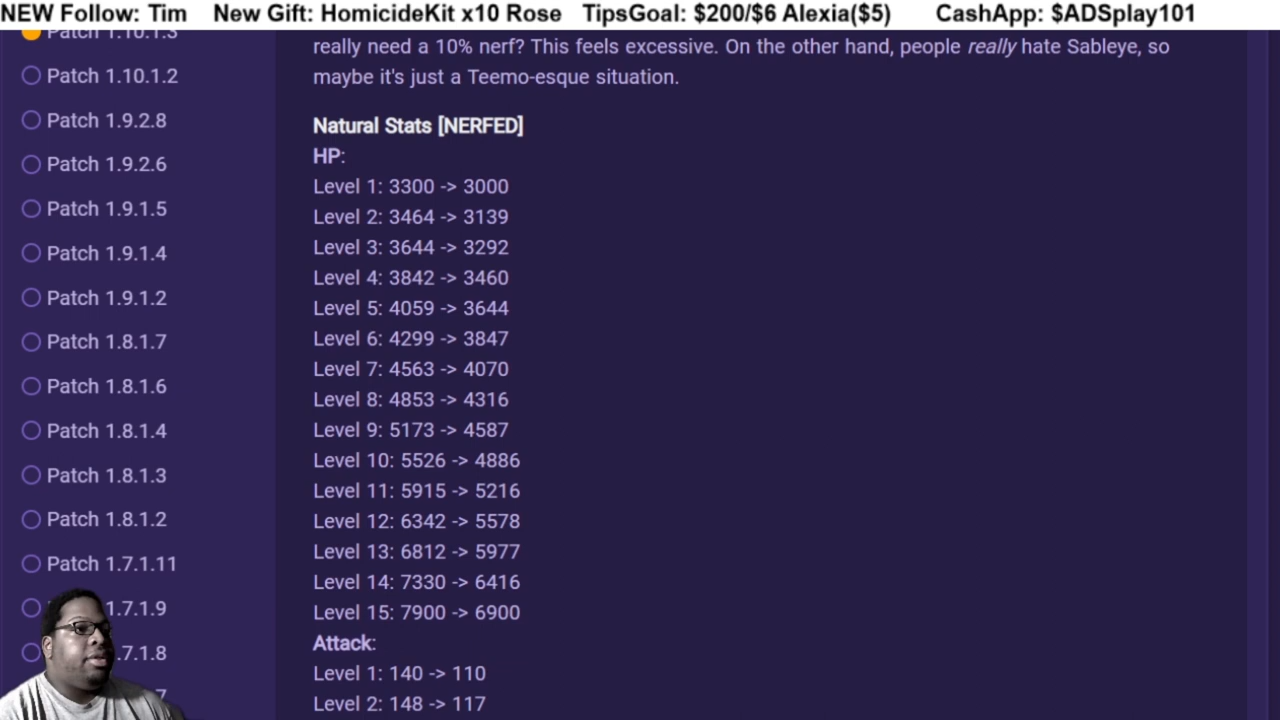 NEW Follow: Tim New Gift: HomicideKit x10 Rose TipsGoal: $200/$6 Alexia($5) CashApp: $ADSplay101
Patch 1.10.1.3
Patch 1.10.1.2
Patch 1.9.2.8
Patch 1.9.2.6
Patch 1.9.1.5
Patch 1.9.1.4
Patch 1.9.1.2
Patch 1.8.1.7
Patch 1.8.1.6
Patch 1.8.1.4
Patch 1.8.1.3
Patch 1.8.1.2
Patch 1.7.1.11
1.7.1.9
.7.1.8
7
really need a 10% nerf? This feels excessive. On the other hand, people really hate Sableye, so
maybe it's just a Teemo-esque situation.
Natural Stats [NERFED]
HP:
Level 1: 3300 -> 3000
Level 2: 3464 -> 3139
Level 3: 3644 -> 3292
Level 4: 3842 -> 3460
Level 5: 4059 -> 3644
Level 6: 4299 -> 3847
Level 7: 4563 -> 4070
Level 8: 4853 -> 4316
Level 9: 5173 -> 4587
Level 10: 5526 -> 4886
Level 11: 5915 -> 5216
Level 12: 6342 -> 5578
Level 13: 6812 -> 5977
Level 14: 7330 -> 6416
Level 15: 7900 -> 6900
Attack:
Level 1: 140 -> 110
Level 2: 148 -> 117